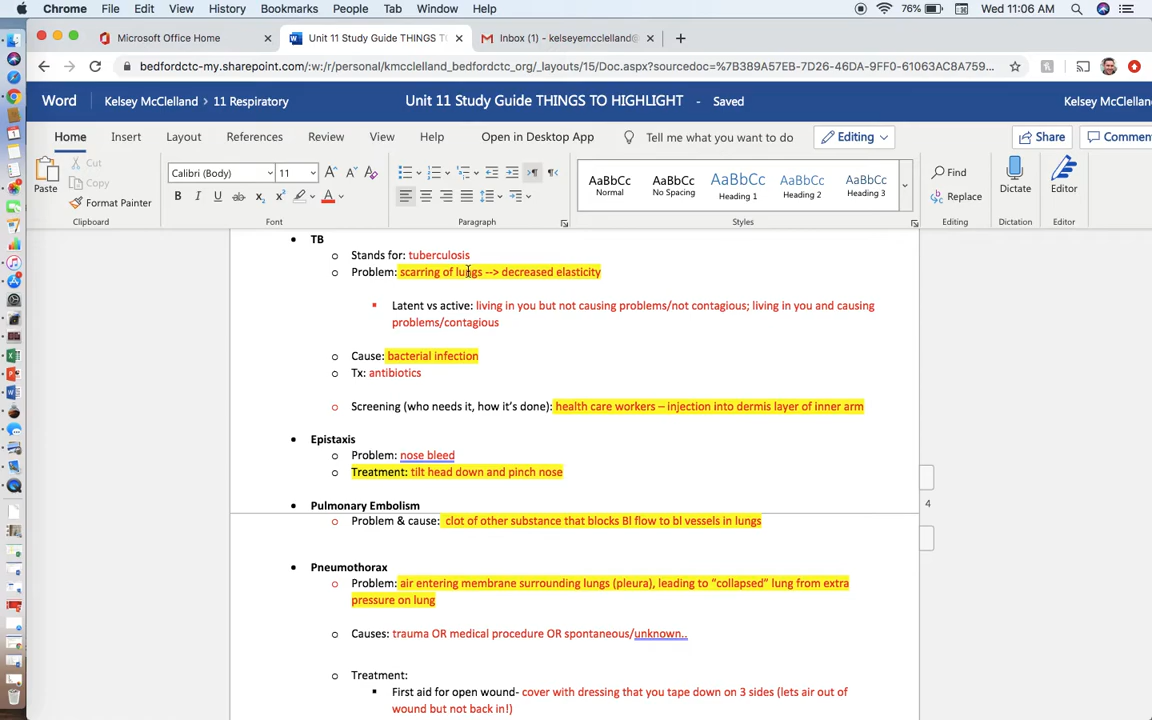 Chrome File Edit View History Bookmarks People Tab Window Help 76% Wed 11:06 AM
Microsoft Office Home × Unit 11 Study Guide THINGS T × Inbox (1) - kelseyemcclelland@ × +
bedfordctc-my.sharepoint.com/:w:/r/personal/kmcclelland_bedfordctc_org/_layouts/15/Doc.aspx?sourcedoc=%7B389A57EB-7D26-46DA-9FF0-61063AC8A759...
Word Kelsey McClelland > 11 Respiratory Unit 11 Study Guide THINGS TO HIGHLIGHT - Saved Kelsey McClellan
Home Insert Layout References Review View Help Open in Desktop App Tell me what you want to do Editing Share Commen
Paste Cut Copy Format Painter
Calibri (Body) 11
AaBbCc Normal AaBbCc No Spacing AaBbCc Heading 1 AaBbCc Heading 2 AaBbCc Heading 3
Find Replace Dictate Editor
Clipboard Font Paragraph Styles Editing Dictation Editor
• TB
o Stands for: tuberculosis
o Problem: scarring of lungs --> decreased elasticity
▪ Latent vs active: living in you but not causing problems/not contagious; living in you and causing
problems/contagious
o Cause: bacterial infection
o Tx: antibiotics
o Screening (who needs it, how it's done): health care workers – injection into dermis layer of inner arm
• Epistaxis
o Problem: nose bleed
o Treatment: tilt head down and pinch nose
• Pulmonary Embolism
4
o Problem & cause: clot of other substance that blocks Bl flow to bl vessels in lungs
• Pneumothorax
o Problem: air entering membrane surrounding lungs (pleura), leading to “collapsed” lung from extra
pressure on lung
o Causes: trauma OR medical procedure OR spontaneous/unknown..
o Treatment:
▪ First aid for open wound- cover with dressing that you tape down on 3 sides (lets air out of
wound but not back in!)